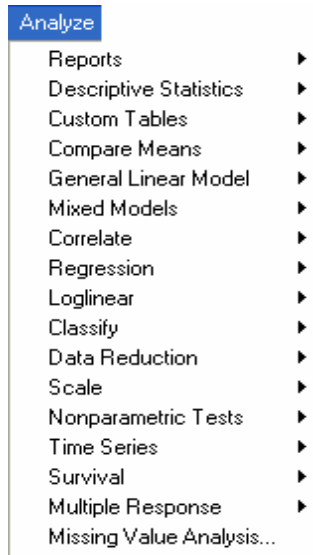 Analyze
Reports
Descriptive Statistics
Custom Tables
Compare Means
General Linear Model
Mixed Models
Correlate
Regression
Loglinear
Classify
Data Reduction
Scale
Nonparametric Tests
Time Series
Survival
Multiple Response
Missing Value Analysis...